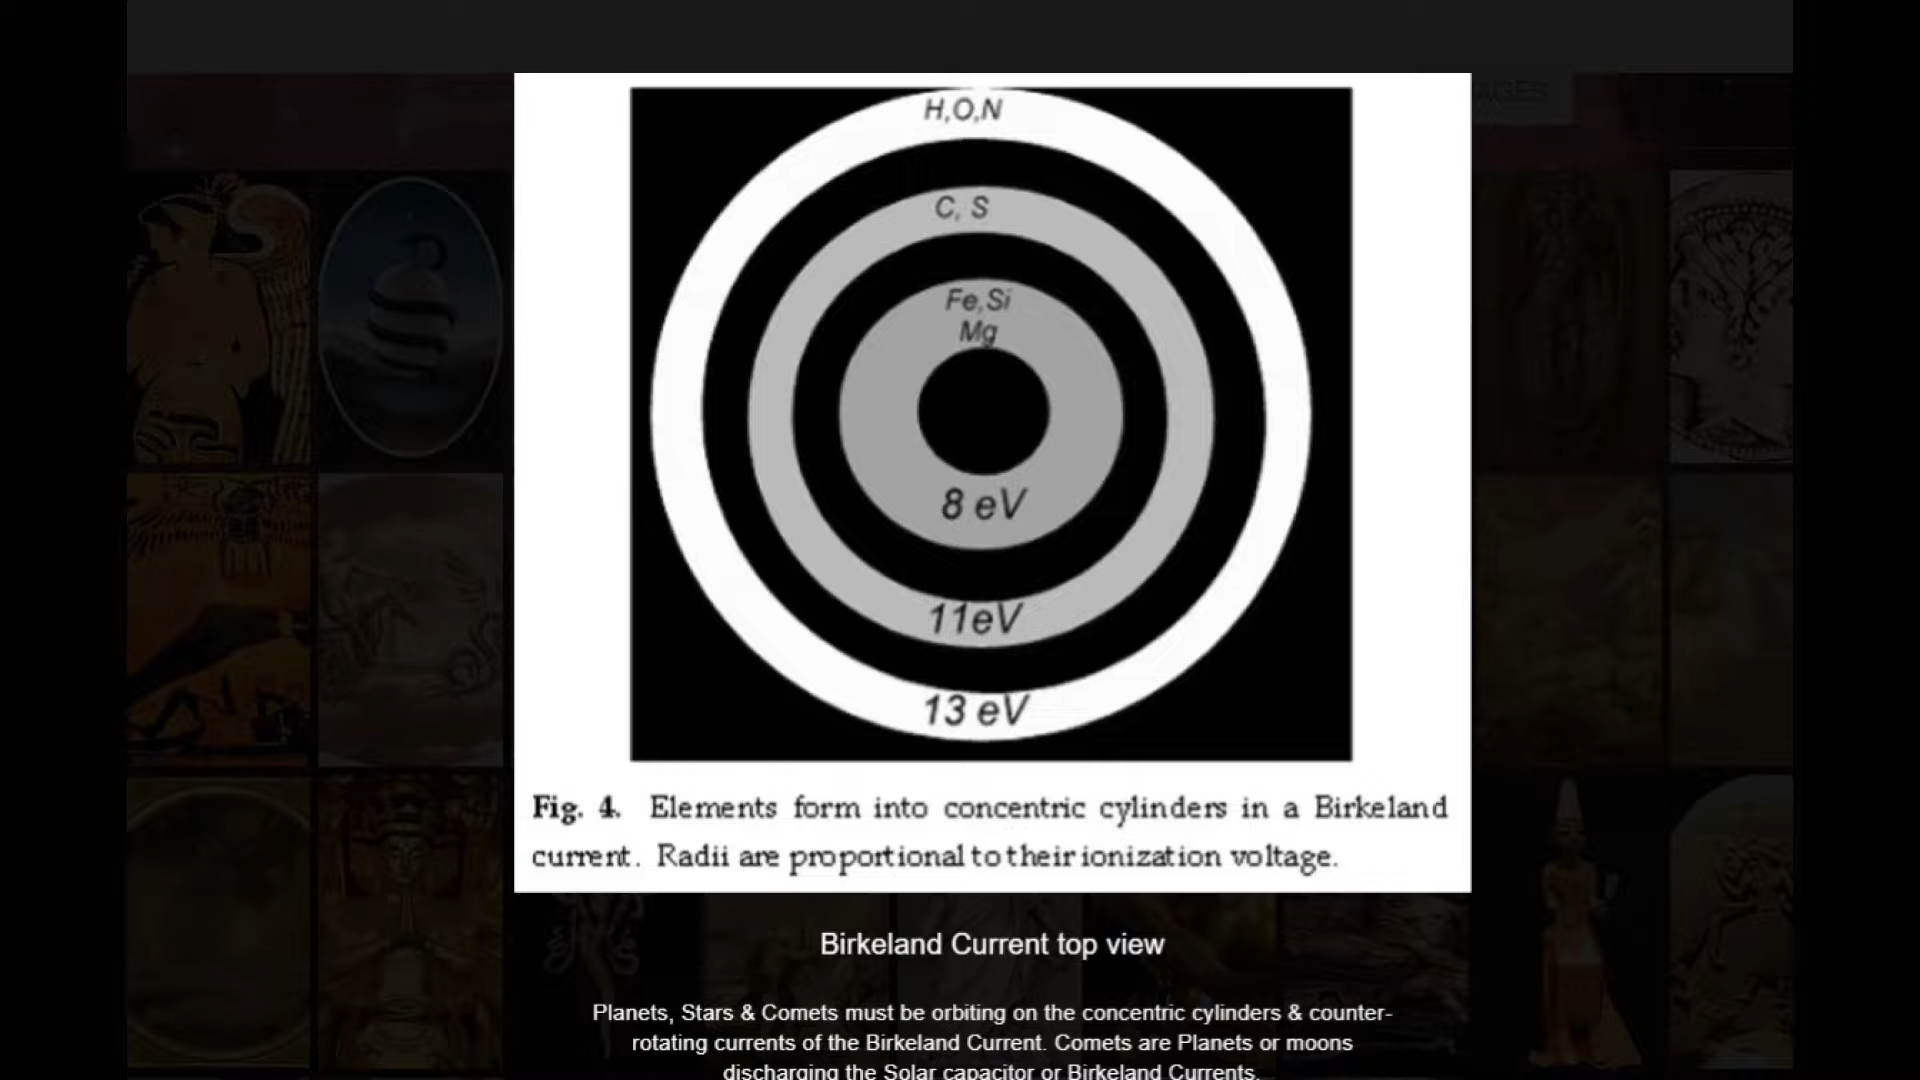 AGES
H,O,N
C, S
Fe,Si
Mg
8 eV
11eV
13 eV
Fig. 4. Elements form into concentric cylinders in a Birkeland
current. Radii are proportional to their ionization voltage.
Birkeland Current top view
Planets, Stars & Comets must be orbiting on the concentric cylinders & counter-
rotating currents of the Birkeland Current. Comets are Planets or moons
discharging the Solar capacitor or Birkeland Currents.